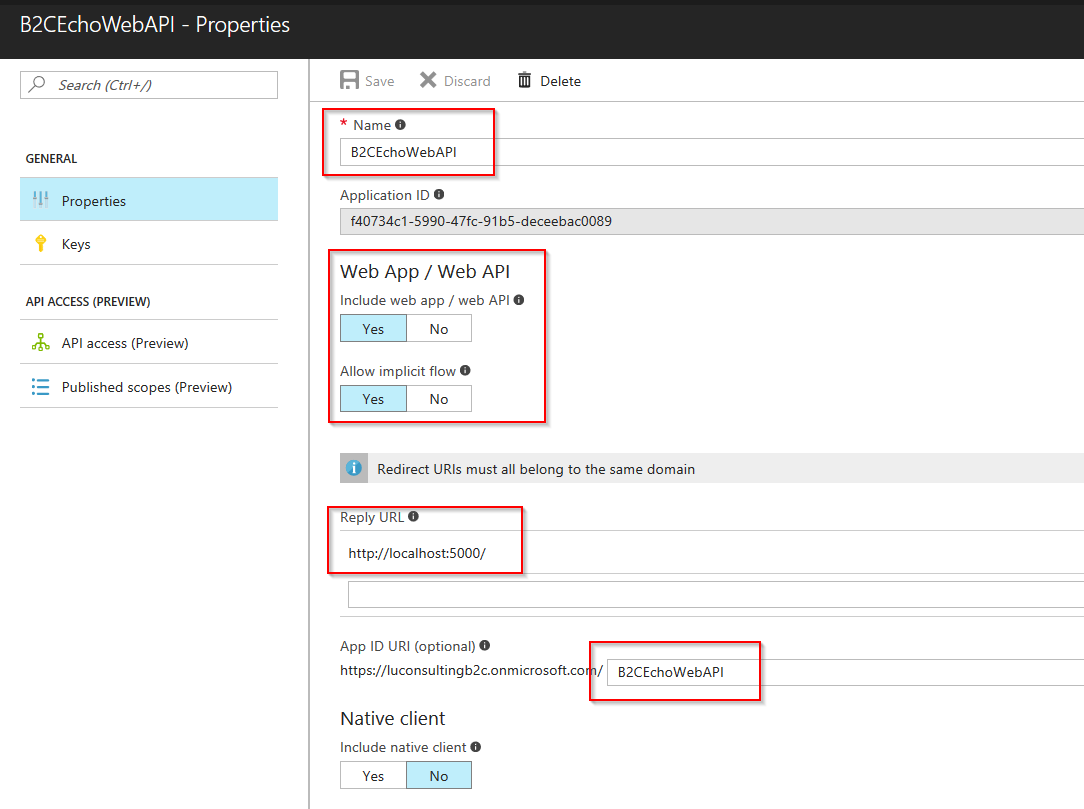 B2CEchoWebAPI - Properties
Search (Ctrl+/)
GENERAL
Properties
Keys
API ACCESS (PREVIEW)
API access (Preview)
Published scopes (Preview)
Save Discard Delete
* Name
B2CEchoWebAPI
Application ID
f40734c1-5990-47fc-91b5-deceebac0089
Web App / Web API
Include web app / web API
Yes No
Allow implicit flow
Yes No
Redirect URIs must all belong to the same domain
Reply URL
http://localhost:5000/
App ID URI (optional)
https://luconsultingb2c.onmicrosoft.com/ B2CEchoWebAPI
Native client
Include native client
Yes No